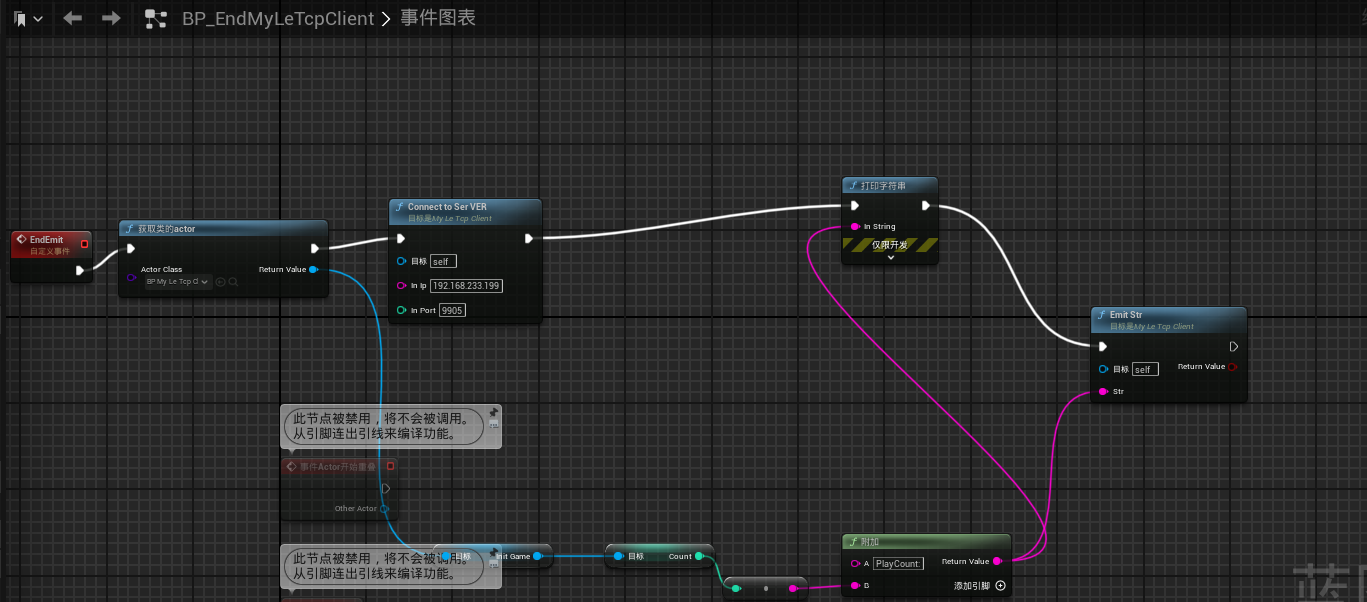 BP_EndMyLeTcpClient > 事件图表
EndEmit
自定义事件
获取类的actor
Actor Class
BP My Le Tcp Cl
Return Value
Connect to Ser VER
目标是My Le Tcp Client
目标 self
In Ip 192.168.233.199
In Port 9905
打印字符串
In String
仅限开发
Emit Str
目标是My Le Tcp Client
目标 self
Return Value
Str
此节点被禁用，将不会被调用。
从引脚连出引线来编译功能。
事件Actor开始重叠
Other Actor
此节点被禁用，将不会被调用。
从引脚连出引线来编译功能。
目标
Init Game
目标
Count
附加
A PlayCount:
Return Value
B
添加引脚
蓝